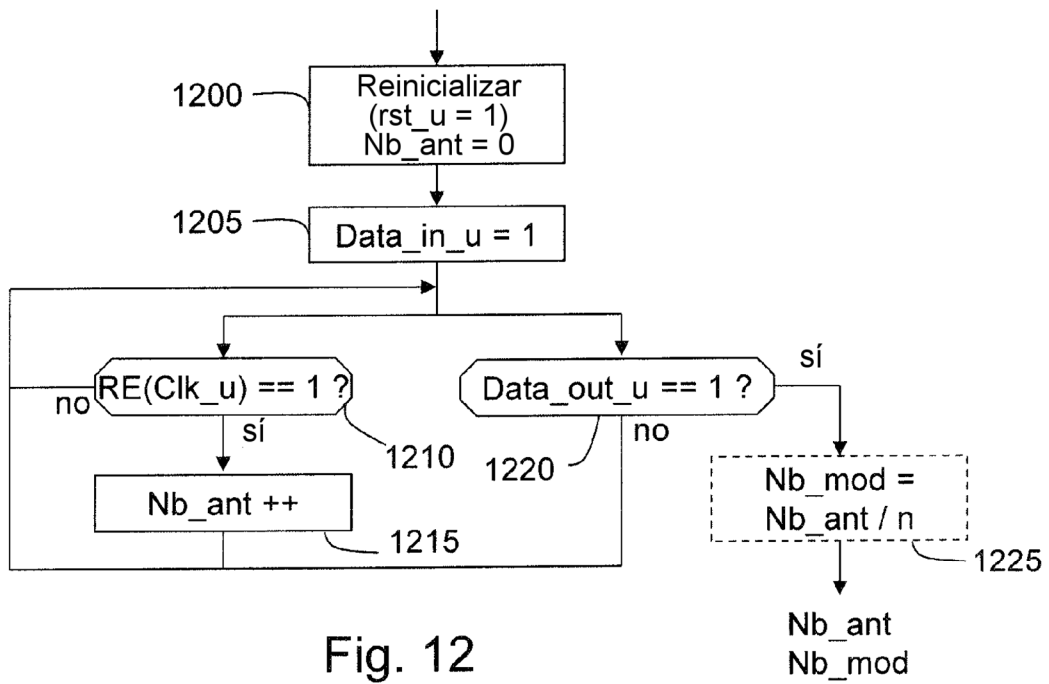 1200
Reinicializar
(rst_u = 1)
Nb_ant = 0
1205
Data_in_u = 1
RE(Clk_u) == 1 ?
no
sí
1210
Data_out_u == 1 ?
sí
no
1220
Nb_ant ++
1215
Nb_mod =
Nb_ant / n
1225
Nb_ant
Nb_mod
Fig. 12